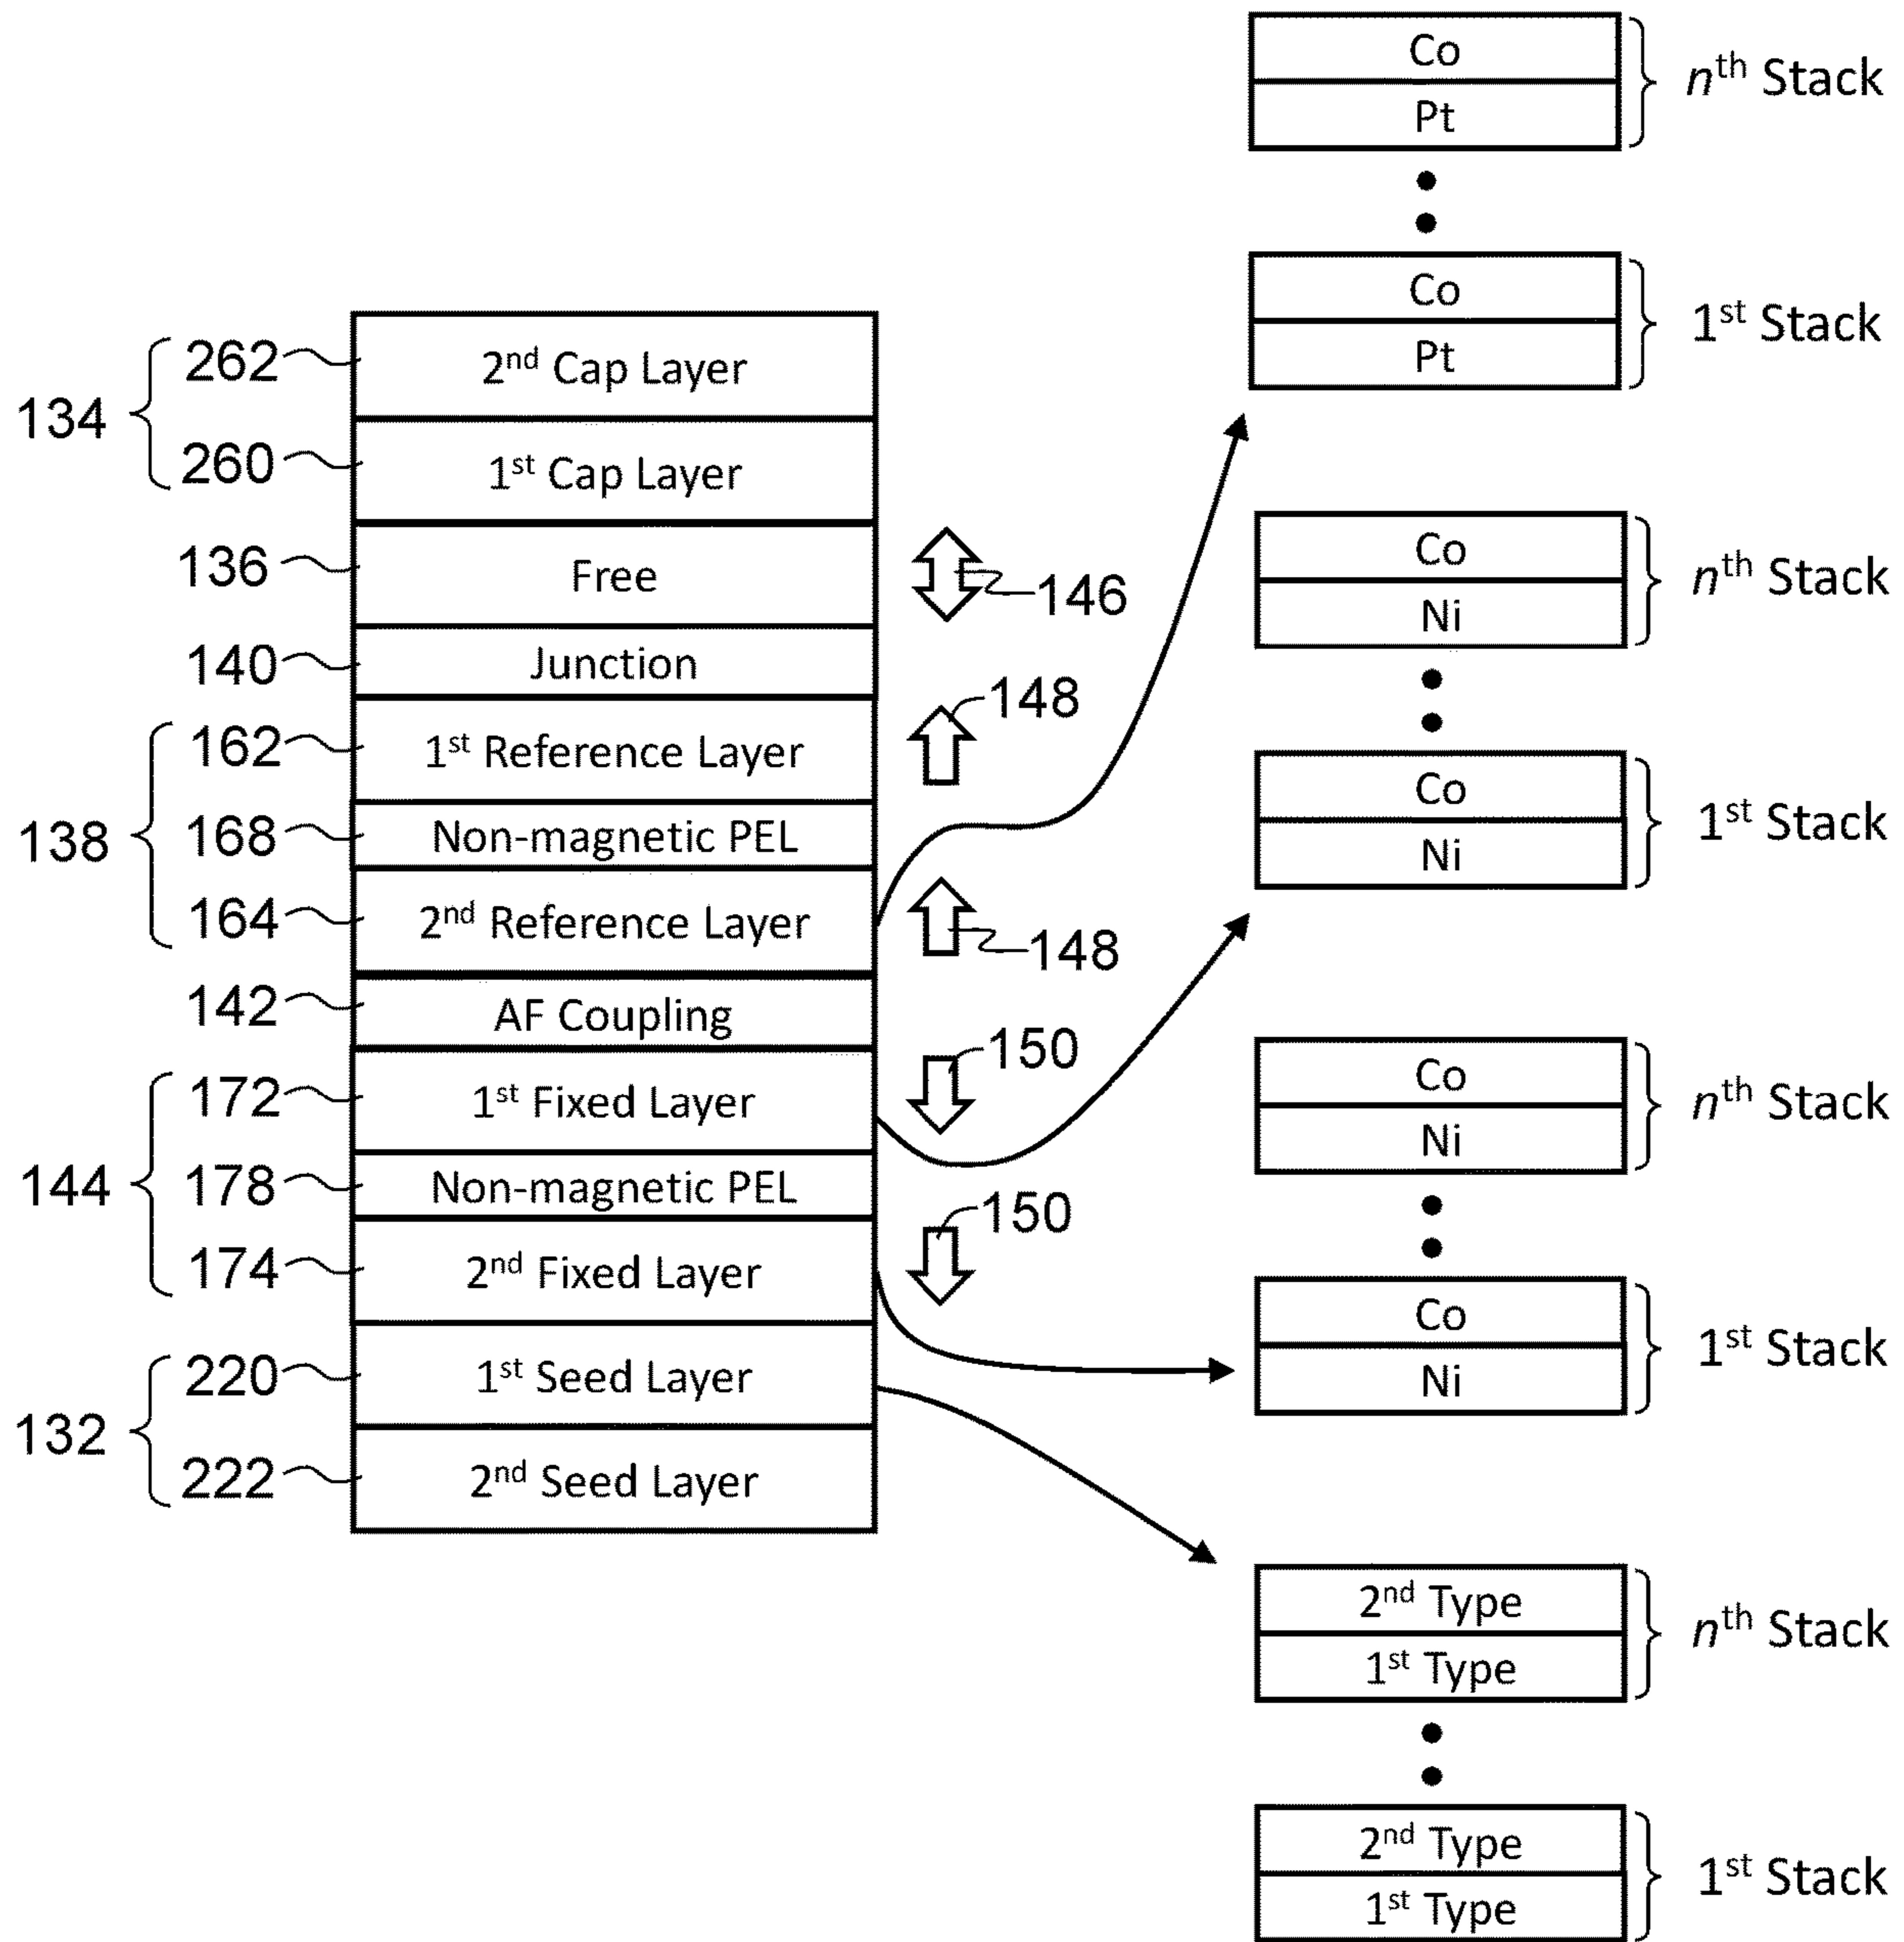 Co
Pt
nth Stack
Co
Pt
1st Stack
134
262
2nd Cap Layer
260
1st Cap Layer
136
Free
146
140
Junction
138
162
1st Reference Layer
148
168
Non-magnetic PEL
164
2nd Reference Layer
148
142
AF Coupling
144
172
1st Fixed Layer
150
178
Non-magnetic PEL
174
2nd Fixed Layer
150
132
220
1st Seed Layer
222
2nd Seed Layer
Co
Ni
nth Stack
Co
Ni
1st Stack
Co
Ni
nth Stack
Co
Ni
1st Stack
2nd Type
1st Type
nth Stack
2nd Type
1st Type
1st Stack